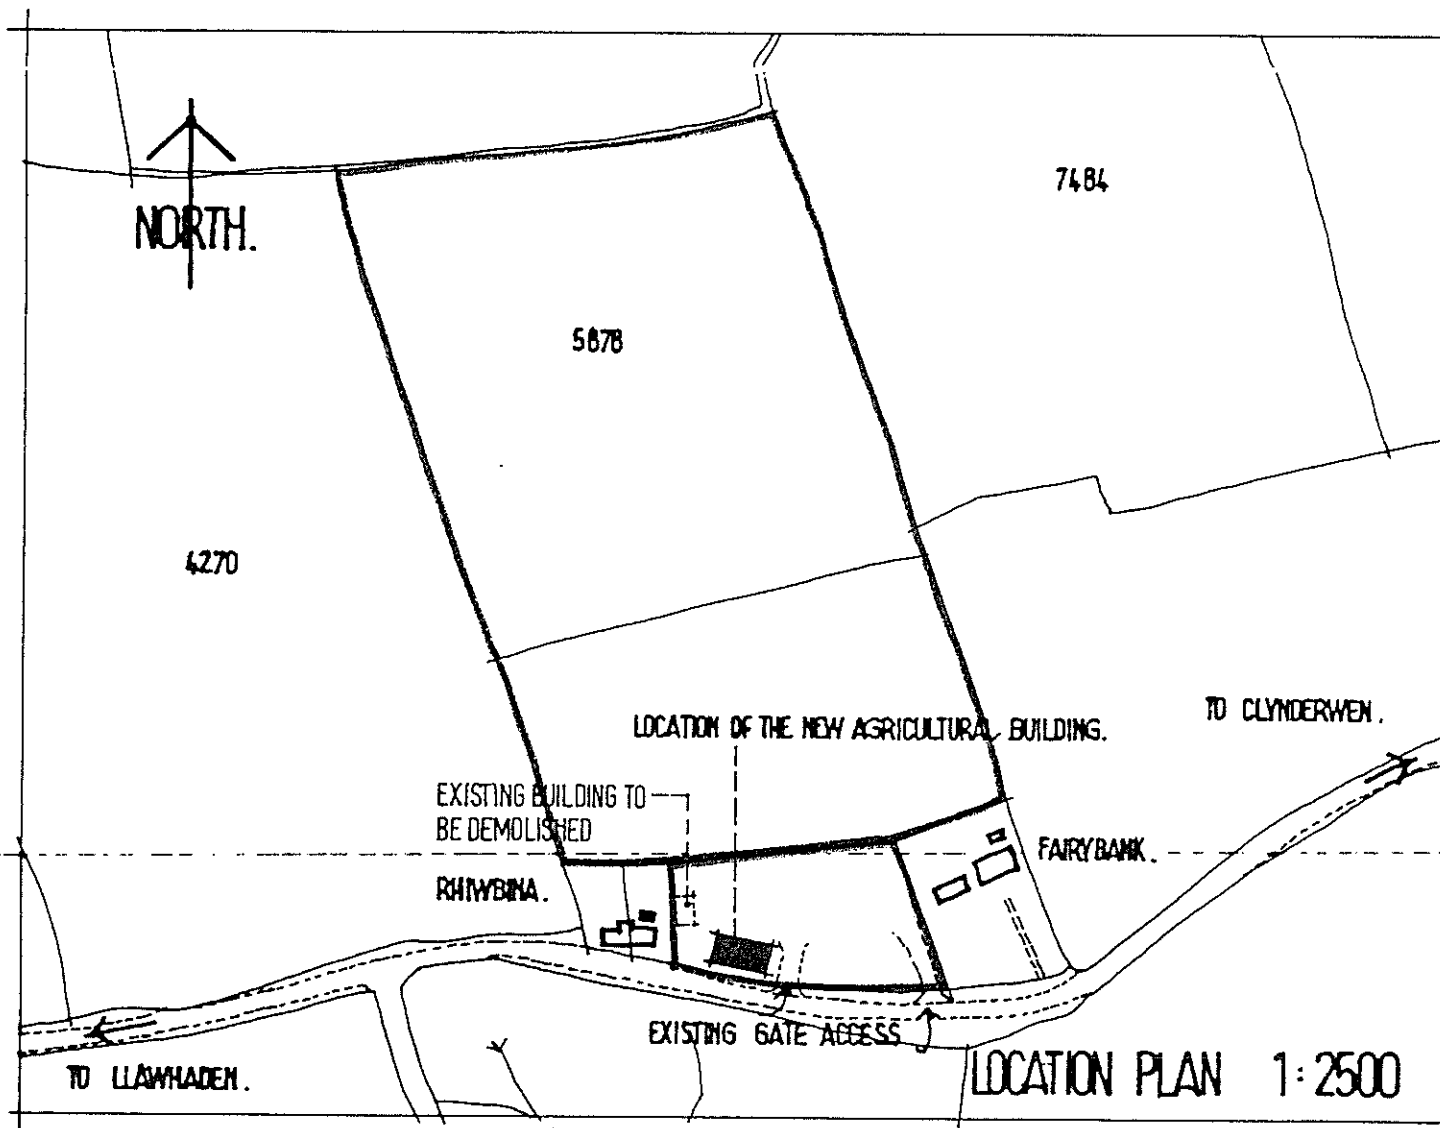 NORTH.
7484
5878
4270
TO CLYNDERWEN.
LOCATION OF THE NEW AGRICULTURAL BUILDING.
EXISTING BUILDING TO
BE DEMOLISHED
FAIRYBANK.
RHIWBINA.
EXISTING GATE ACCESS
TO LLAWHADEN.
LOCATION PLAN 1:2500